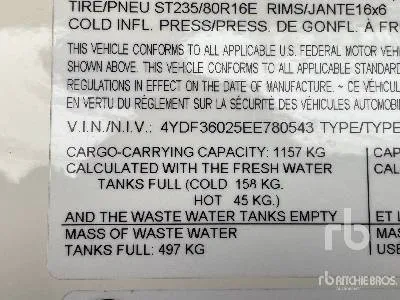 TIRE/PNEU ST235/80R16E RIMS/JANTE16x6
COLD INFL. PRESS/PRESS. DE GONFL. À FR
THIS VEHICLE CONFORMS TO ALL APPLICABLE U.S. FEDERAL MOTOR VEHI
SHOWN ABOVE. THIS VEHICLE CONFORMS TO ALL APPLICABLE STANDARD
REGULATIONS IN EFFECT ON THE DATE OF MANUFACTURE. ~ CE VÉHICUL
EN VERTU DU RÈGLEMENT SUR LA SÉCURITÉ DES VÉHICULES AUTOMOBI
V.I.N./N.I.V.: 4YDF36025EE780543 TYPE/TYPE
CARGO-CARRYING CAPACITY: 1157 KG
CALCULATED WITH THE FRESH WATER
TANKS FULL (COLD 158 KG.
HOT 45 KG.)
AND THE WASTE WATER TANKS EMPTY
MASS OF WASTE WATER
TANKS FULL: 497 KG
CAP
CAL
ET L
MAS
USE
rb
rb RITCHIE BROS.